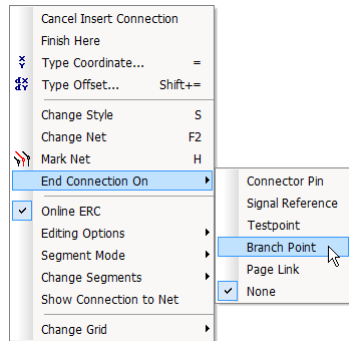 Cancel Insert Connection
Finish Here
Type Coordinate... =
Type Offset... Shift+=
Change Style S
Change Net F2
Mark Net H
End Connection On
Online ERC
Editing Options
Segment Mode
Change Segments
Show Connection to Net
Change Grid
Connector Pin
Signal Reference
Testpoint
Branch Point
Page Link
None